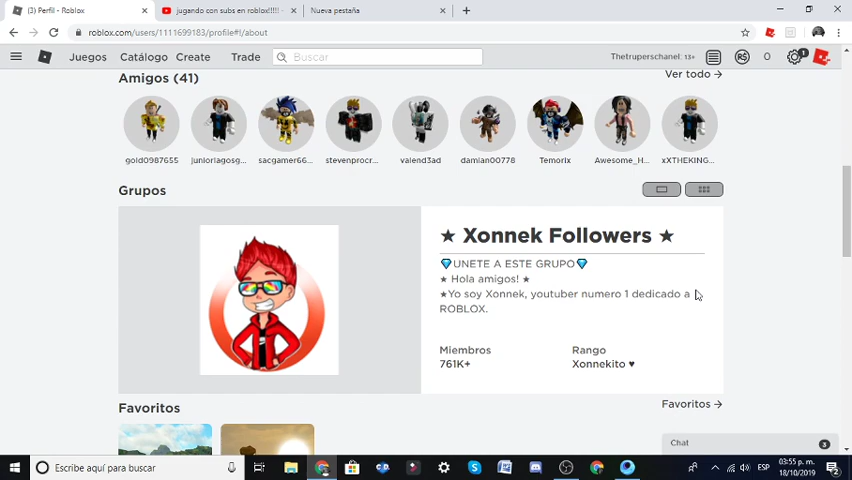 (3) Perfil - Roblox
jugando con subs en roblox!!!!! -
Nueva pestaña
roblox.com/users/1111699183/profile#!/about
Juegos Catálogo Create Trade Buscar Thetruperschanel: 13+ 0 1
Amigos (41)
Ver todo →
gold0987655 juniorlagosg... sacgamer66... stevenprocr... valend3ad damian00778 Temorix Awesome_H... xXTHEKING...
Grupos
★ Xonnek Followers ★
💎UNETE A ESTE GRUPO💎
★ Hola amigos! ★
★Yo soy Xonnek, youtuber numero 1 dedicado a
ROBLOX.
Miembros Rango
761K+ Xonnekito ♥
Favoritos
Favoritos →
Chat 3
Escribe aquí para buscar
ESP
03:55 p. m.
18/10/2019
2